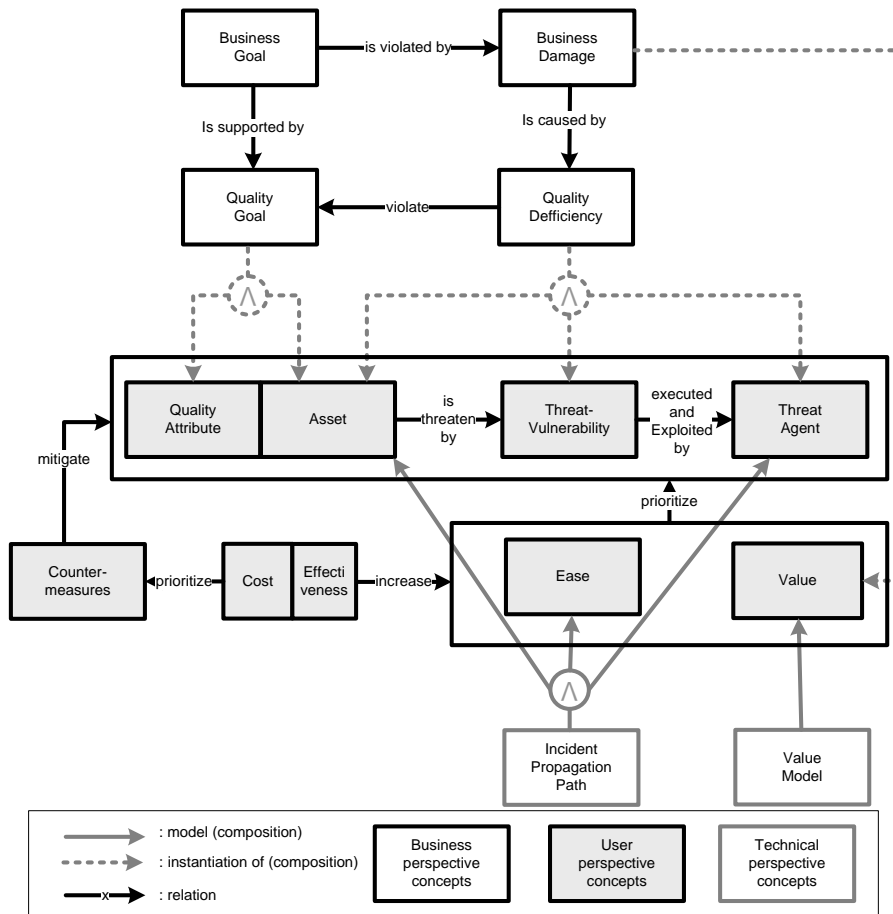 Business
Goal
is violated by
Business
Damage
Is supported by
Is caused by
Quality
Goal
violate
Quality
Defficiency
Λ
Λ
Quality
Attribute
Asset
is
threaten
by
Threat-
Vulnerability
executed
and
Exploited
by
Threat
Agent
mitigate
prioritize
Counter-
measures
prioritize
Cost
Effecti
veness
increase
Ease
Value
Λ
Incident
Propagation
Path
Value
Model
: model (composition)
: instantiation of (composition)
x
: relation
Business
perspective
concepts
User
perspective
concepts
Technical
perspective
concepts